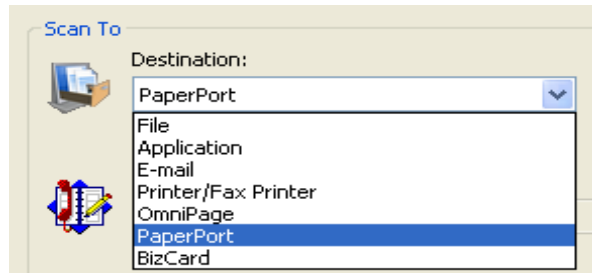 Scan To
Destination:
PaperPort
File
Application
E-mail
Printer/Fax Printer
OmniPage
PaperPort
BizCard